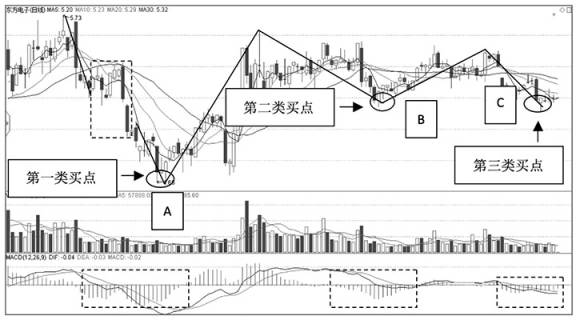 东方电子(日线) MA5: 5.20 MA10: 5.23 MA20: 5.29 MA30: 5.32
5.73
第二类买点
B
C
第一类买点
第三类买点
A
MACD(12,26,9) DIF: -0.04 DEA: -0.03 MACD: -0.02